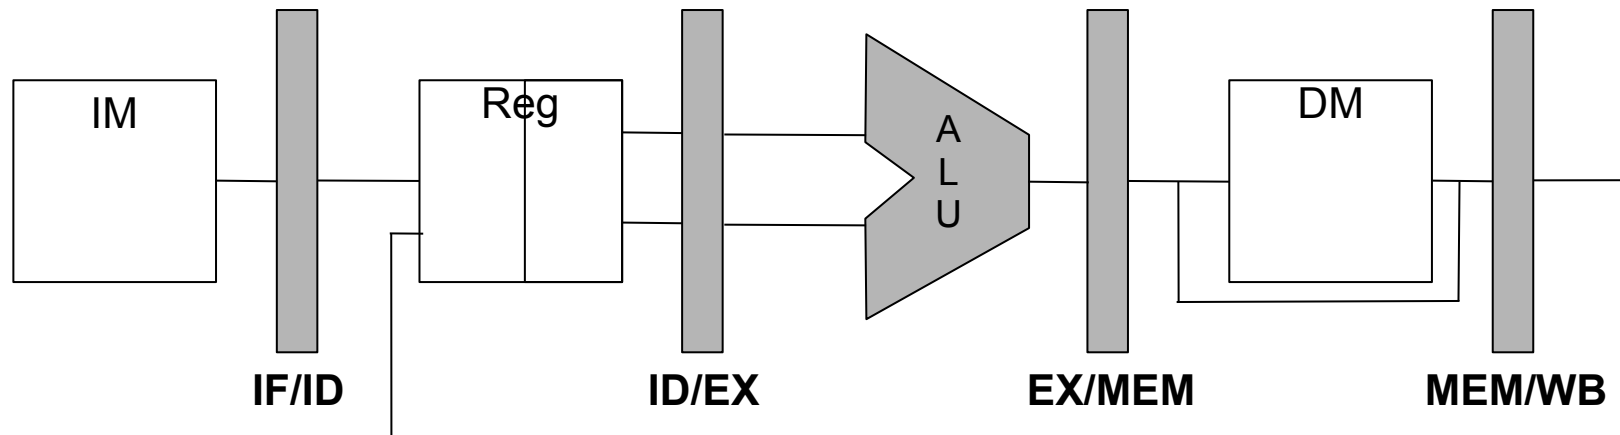 IM
Reg
A
L
U
DM
IF/ID
ID/EX
EX/MEM
MEM/WB